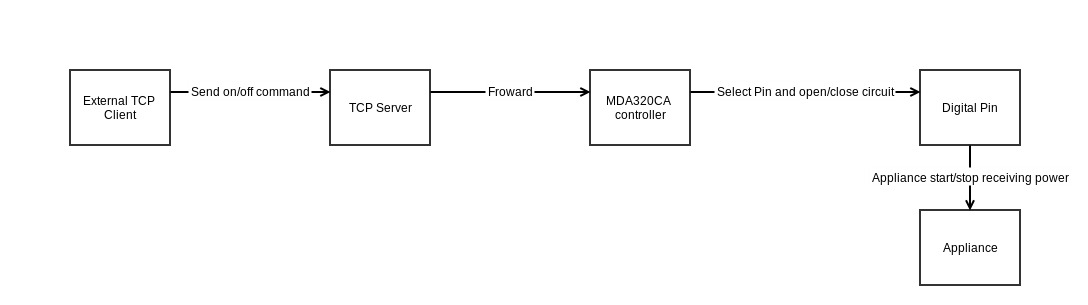 External TCP
Client
Send on/off command
TCP Server
Froward
MDA320CA
controller
Select Pin and open/close circuit
Digital Pin
Appliance start/stop receiving power
Appliance